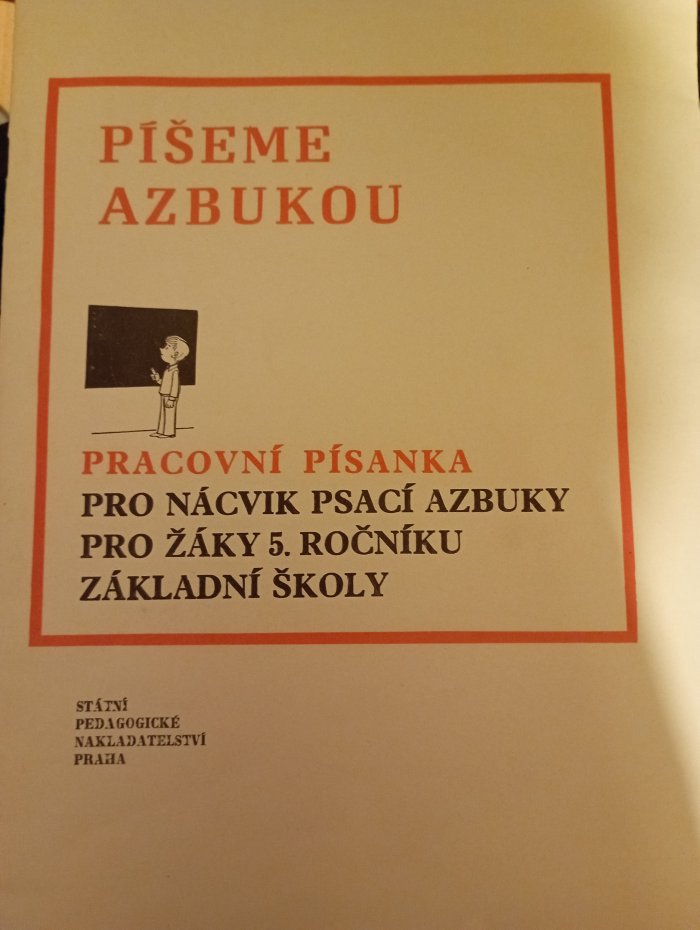 PÍŠEME
AZBUKOU
PRACOVNÍ PÍSANKA
PRO NÁCVIK PSACÍ AZBUKY
PRO ŽÁKY 5. ROČNÍKU
ZÁKLADNÍ ŠKOLY
STÁTNÍ
PEDAGOGICKÉ
NAKLADATELSTVÍ
PRAHA